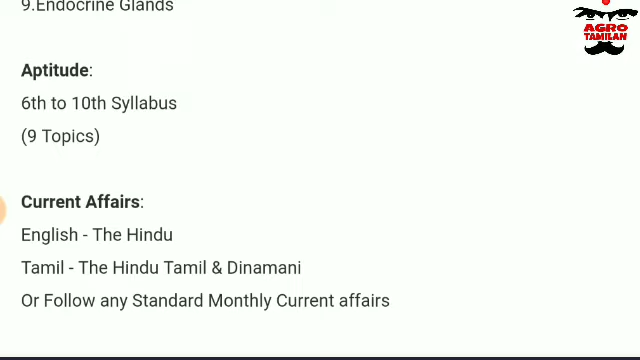 9.Endocrine Glands
AGRO
TAMILAN
Aptitude:
6th to 10th Syllabus
(9 Topics)
Current Affairs:
English - The Hindu
Tamil - The Hindu Tamil & Dinamani
Or Follow any Standard Monthly Current affairs